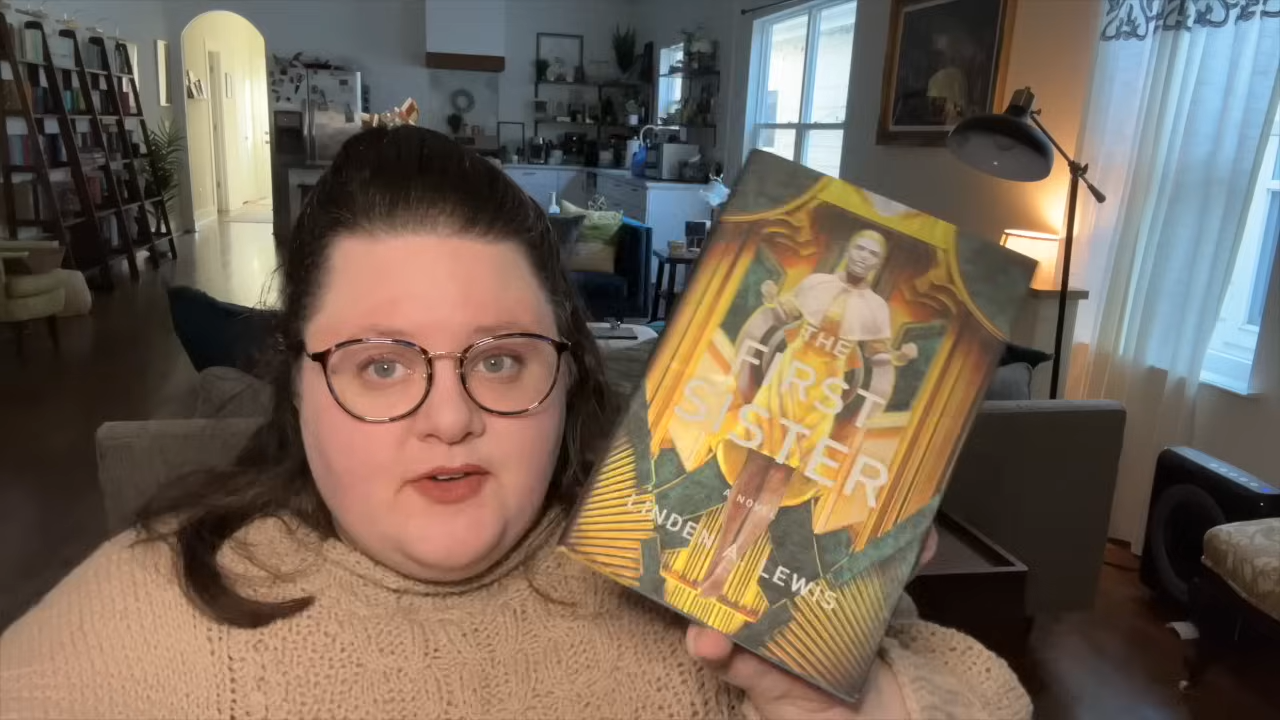 THE
FIRST
SISTER
A NOVEL
LINDEN A. LEWIS